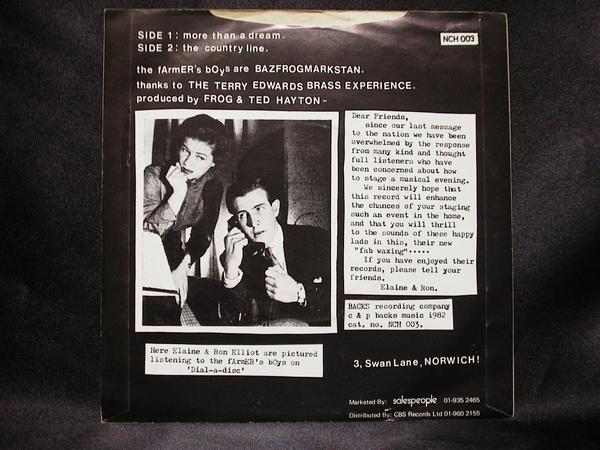 SIDE 1: more than a dream.
SIDE 2: the country line.
NCH 003
the fArmER's bOys are BAZFROGMARKSTAN.
thanks to THE TERRY EDWARDS BRASS EXPERIENCE.
produced by FROG & TED HAYTON~
Dear Friends,
since our last message
to the nation we have been
overwhelmed by the response
from many kind and thought
full listeners who have
been concerned about how
to stage a musical evening.
We sincerely hope that
this record will enhance
the chances of your staging
such an event in the home,
and that you will thrill
to the sounds of these happy
lads in this, their new
"fab waxing".....
If you have enjoyed their
records, please tell your
friends.
Elaine & Ron.
BACKS recording company
c & p backs music 1982
cat. no. NCH 003.
Here Elaine & Ron Elliot are pictured
listening to the fArmER's bOys on
'Dial-a-disc'
3, Swan Lane, NORWICH!
Marketed By: salespeople 01-935 2465
Distributed By: CBS Records Ltd 01-960 2155